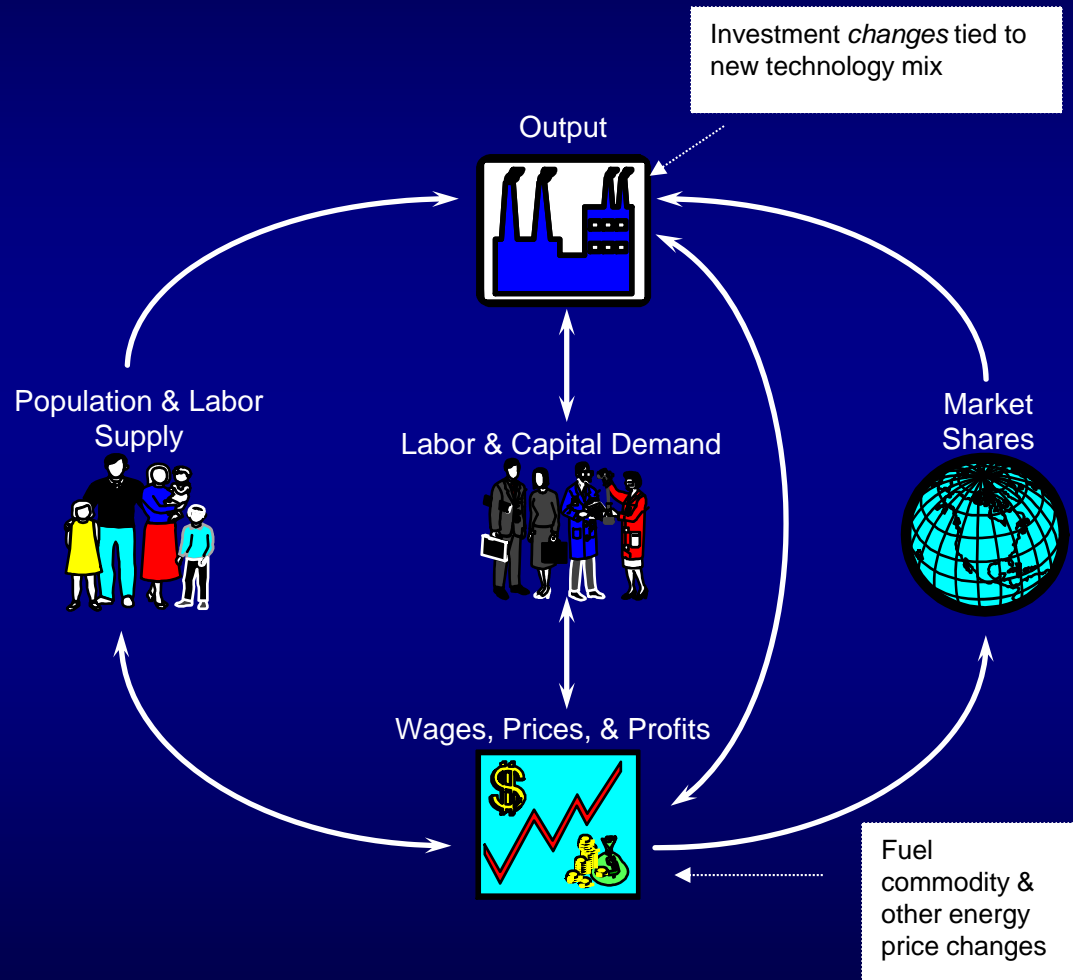 Investment changes tied to
new technology mix
Output
Population & Labor
Supply
Labor & Capital Demand
Market
Shares
Wages, Prices, & Profits
$
Fuel
commodity &
other energy
price changes